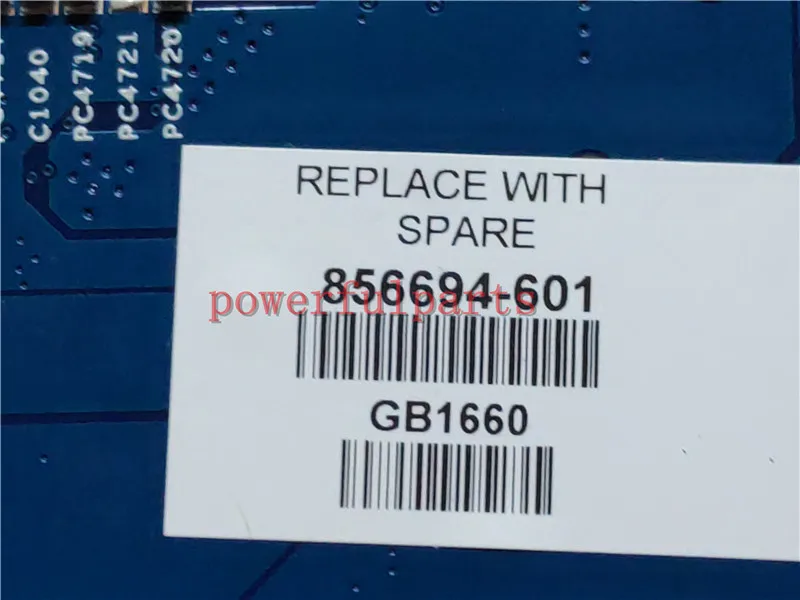 C1040
PC4719
PC4721
PC4720
REPLACE WITH
SPARE
856694-601
powerfulparts
GB1660